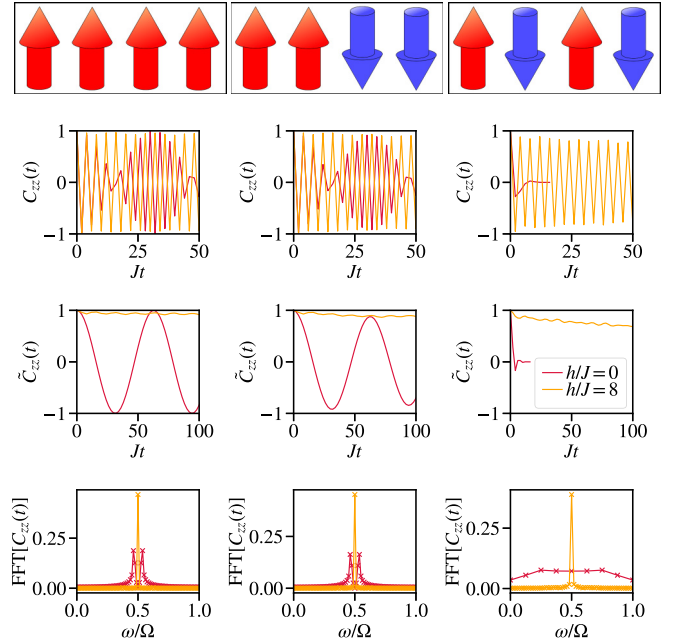 1
0
−1
0
25
50
C_zz(t)
Jt
1
0
−1
0
25
50
C_zz(t)
Jt
1
0
−1
0
25
50
C_zz(t)
Jt
1
0
−1
0
50
100
C̃_zz(t)
Jt
1
0
−1
0
50
100
C̃_zz(t)
Jt
1
0
−1
0
50
100
C̃_zz(t)
Jt
h/J = 0
h/J = 8
0.25
0.00
0.0
0.5
1.0
FFT[C_zz(t)]
ω/Ω
0.25
0.00
0.0
0.5
1.0
FFT[C_zz(t)]
ω/Ω
0.25
0.00
0.0
0.5
1.0
FFT[C_zz(t)]
ω/Ω